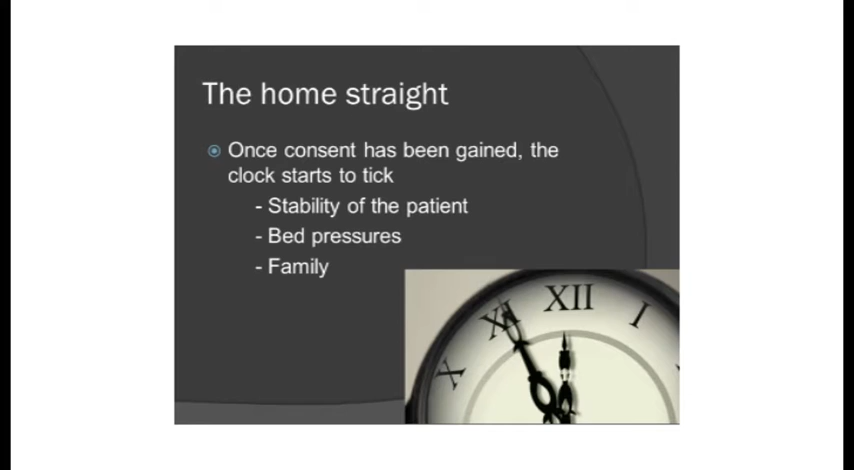 The home straight
Once consent has been gained, the
clock starts to tick
- Stability of the patient
- Bed pressures
- Family
X
XI
XII
I